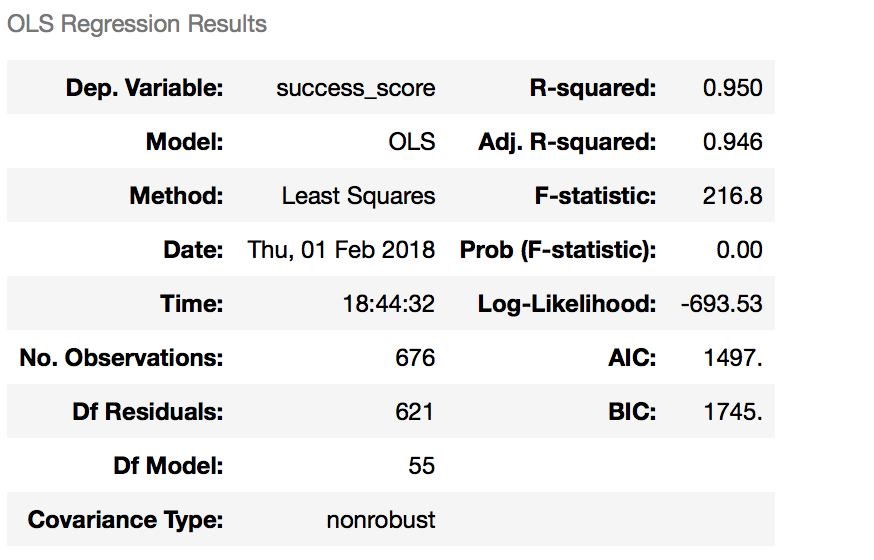 OLS Regression Results
Dep. Variable: success_score R-squared: 0.950
Model: OLS Adj. R-squared: 0.946
Method: Least Squares F-statistic: 216.8
Date: Thu, 01 Feb 2018 Prob (F-statistic): 0.00
Time: 18:44:32 Log-Likelihood: -693.53
No. Observations: 676 AIC: 1497.
Df Residuals: 621 BIC: 1745.
Df Model: 55
Covariance Type: nonrobust